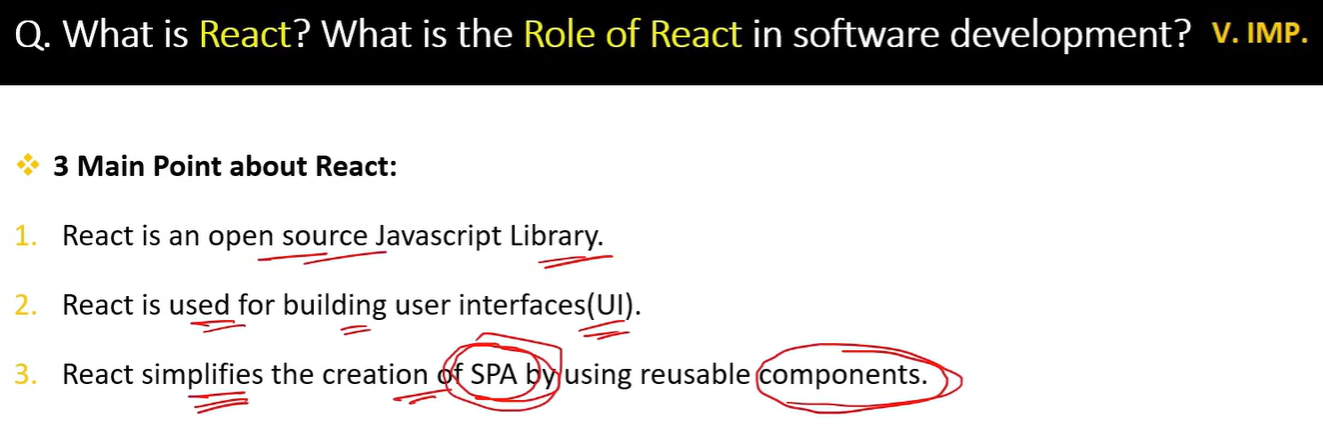 Q. What is React? What is the Role of React in software development? V. IMP.
3 Main Point about React:
1. React is an open source Javascript Library.
2. React is used for building user interfaces(UI).
3. React simplifies the creation of SPA by using reusable components.